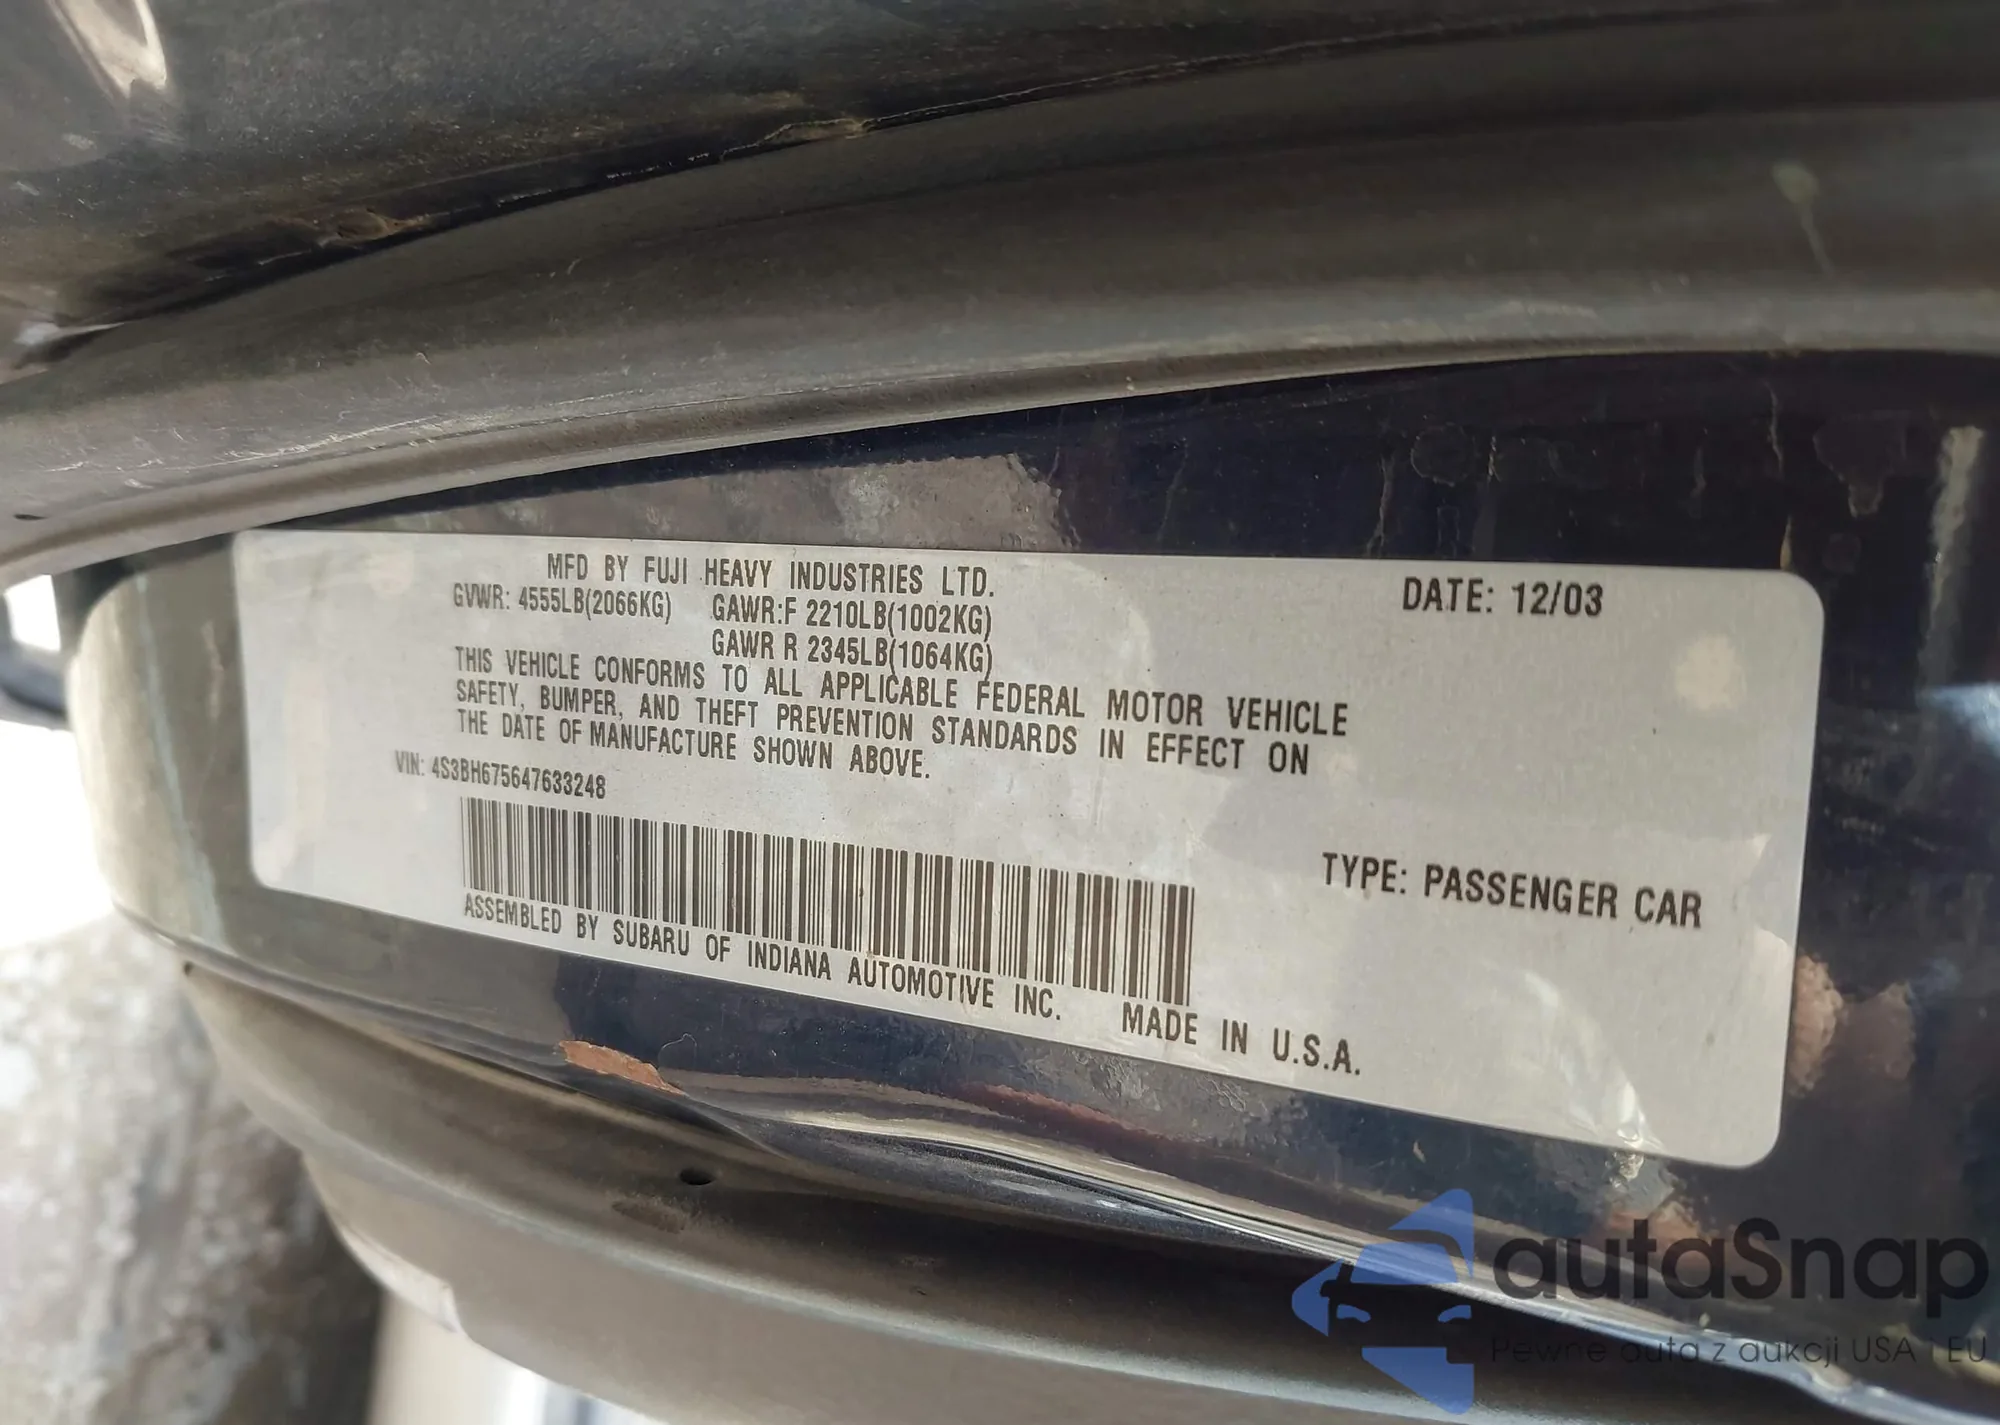 MFD BY FUJI HEAVY INDUSTRIES LTD.
DATE: 12/03
GVWR: 4555LB(2066KG) GAWR:F 2210LB(1002KG)
GAWR R 2345LB(1064KG)
THIS VEHICLE CONFORMS TO ALL APPLICABLE FEDERAL MOTOR VEHICLE
SAFETY, BUMPER, AND THEFT PREVENTION STANDARDS IN EFFECT ON
THE DATE OF MANUFACTURE SHOWN ABOVE.
VIN: 4S3BH675647633248
TYPE: PASSENGER CAR
ASSEMBLED BY SUBARU OF INDIANA AUTOMOTIVE INC. MADE IN U.S.A.
autaSnap
Pewne auta z aukcji USA i EU